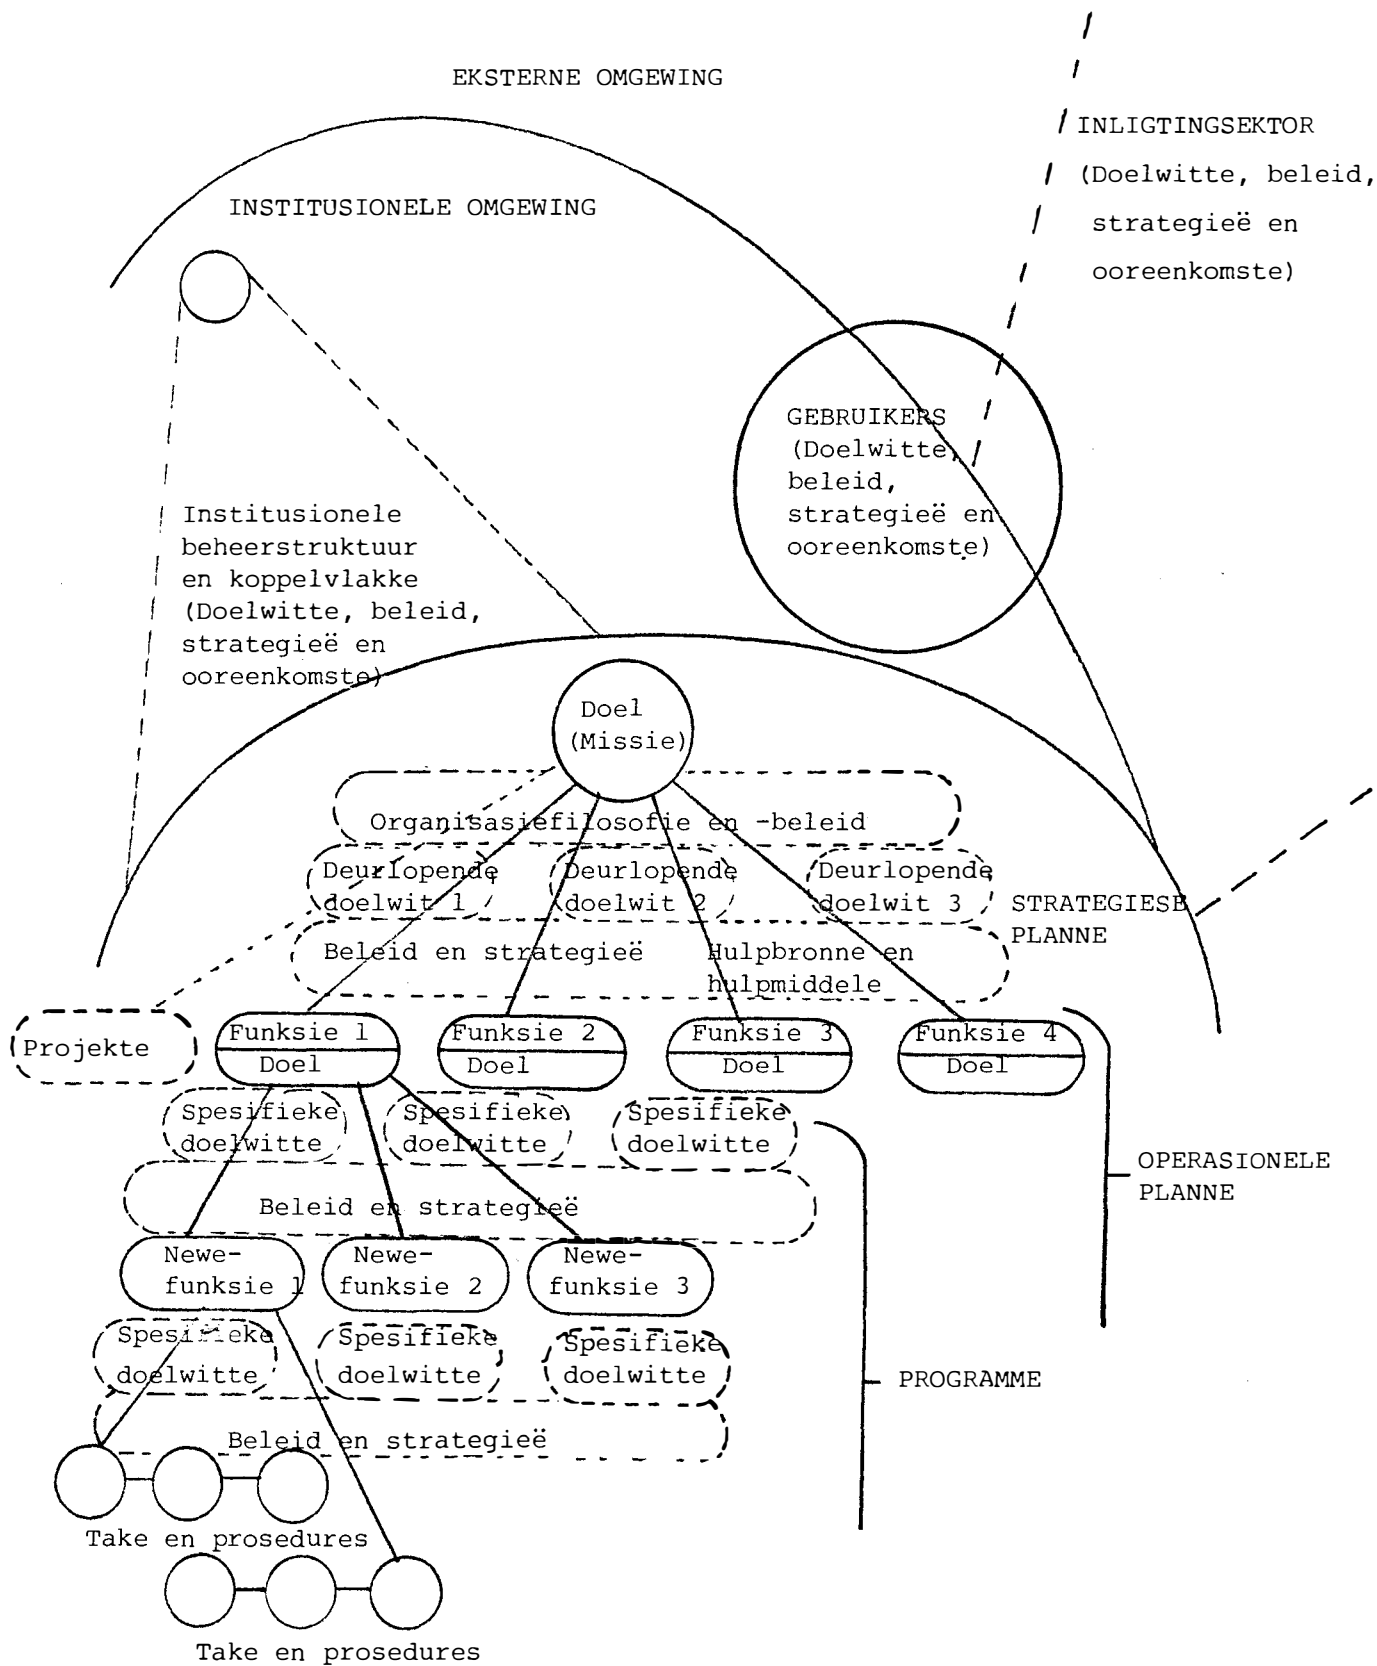 EKSTERNE OMGEWING
INLIGTINGSEKTOR
(Doelwitte, beleid,
strategieë en
ooreenkomste)
INSTITUSIONELE OMGEWING
GEBRUIKERS
(Doelwitte,
beleid,
strategieë en
ooreenkomste)
Institusionele
beheerstruktuur
en koppelvlakke
(Doelwitte, beleid,
strategieë en
ooreenkomste)
Doel
(Missie)
Organisasiefilosofie en -beleid
Deurlopende
doelwit 1
Deurlopende
doelwit 2
Deurlopende
doelwit 3
STRATEGIESE
PLANNE
Beleid en strategieë
Hulpbronne en
hulpmiddele
Projekte
Funksie 1
Doel
Funksie 2
Doel
Funksie 3
Doel
Funksie 4
Doel
Spesifieke
doelwitte
Spesifieke
doelwitte
Spesifieke
doelwitte
OPERASIONELE
PLANNE
Beleid en strategieë
Newe-
funksie 1
Newe-
funksie 2
Newe-
funksie 3
Spesifieke
doelwitte
Spesifieke
doelwitte
Spesifieke
doelwitte
PROGRAMME
Beleid en strategieë
Take en prosedures
Take en prosedures